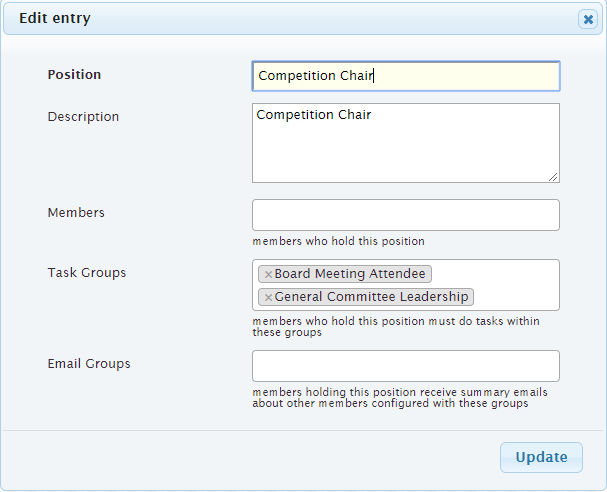 Edit entry
Position
Competition Chair
Description
Competition Chair
Members
members who hold this position
Task Groups
×Board Meeting Attendee
×General Committee Leadership
members who hold this position must do tasks within
these groups
Email Groups
members holding this position receive summary emails
about other members configured with these groups
Update